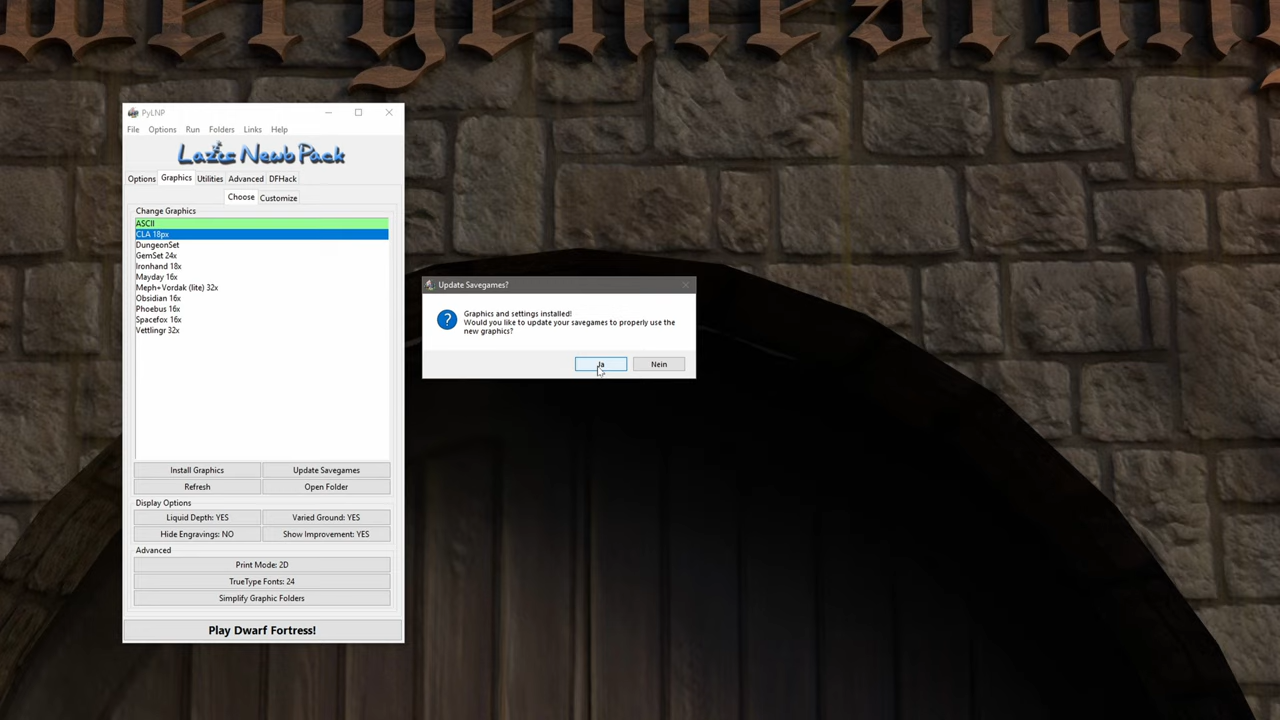 PyLNP
File Options Run Folders Links Help
Lazy Newb Pack
Options Graphics Utilities Advanced DFHack
Choose Customize
Change Graphics
ASCII
CLA 18px
DungeonSet
GemSet 24x
Ironhand 18x
Mayday 16x
Meph+Vordak (lite) 32x
Obsidian 16x
Phoebus 16x
Spacefox 16x
Vettlingr 32x
Install Graphics Update Savegames
Refresh Open Folder
Display Options
Liquid Depth: YES Varied Ground: YES
Hide Engravings: NO Show Improvement: YES
Advanced
Print Mode: 2D
TrueType Fonts: 24
Simplify Graphic Folders
Play Dwarf Fortress!
Update Savegames?
Graphics and settings installed!
Would you like to update your savegames to properly use the
new graphics?
Ja Nein